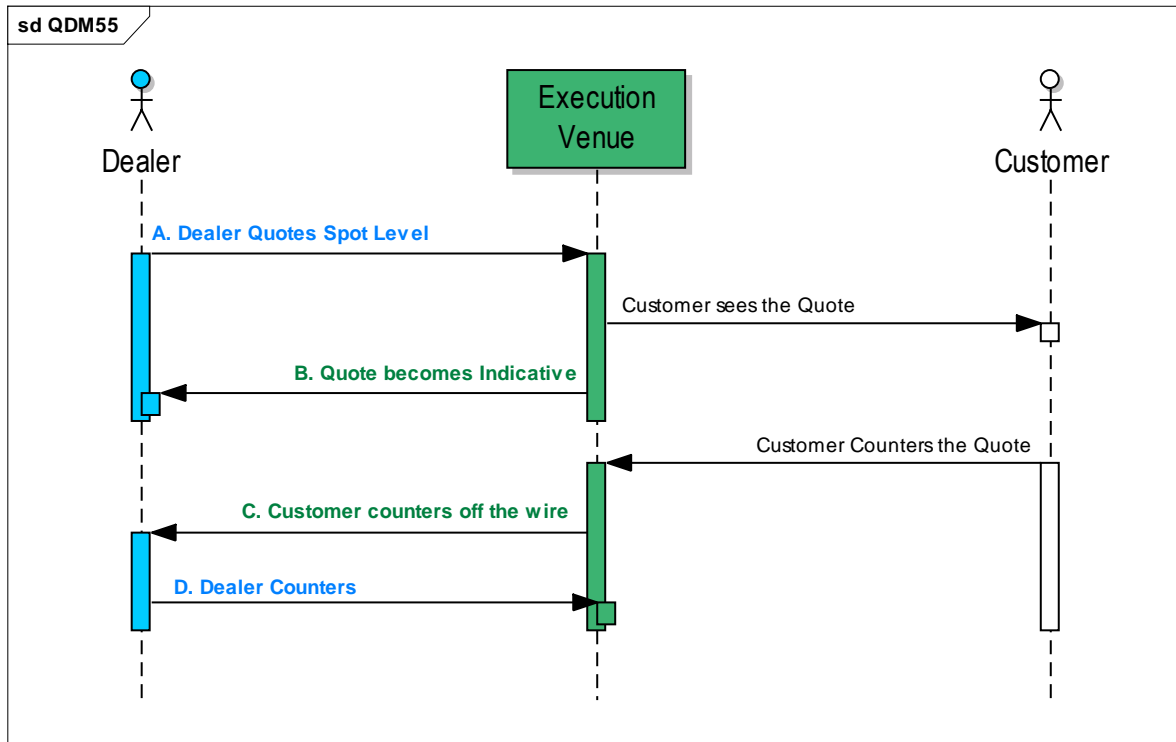 sd QDM55
Execution
Venue
Dealer
Customer
A. Dealer Quotes Spot Level
Customer sees the Quote
B. Quote becomes Indicative
Customer Counters the Quote
C. Customer counters off the wire
D. Dealer Counters